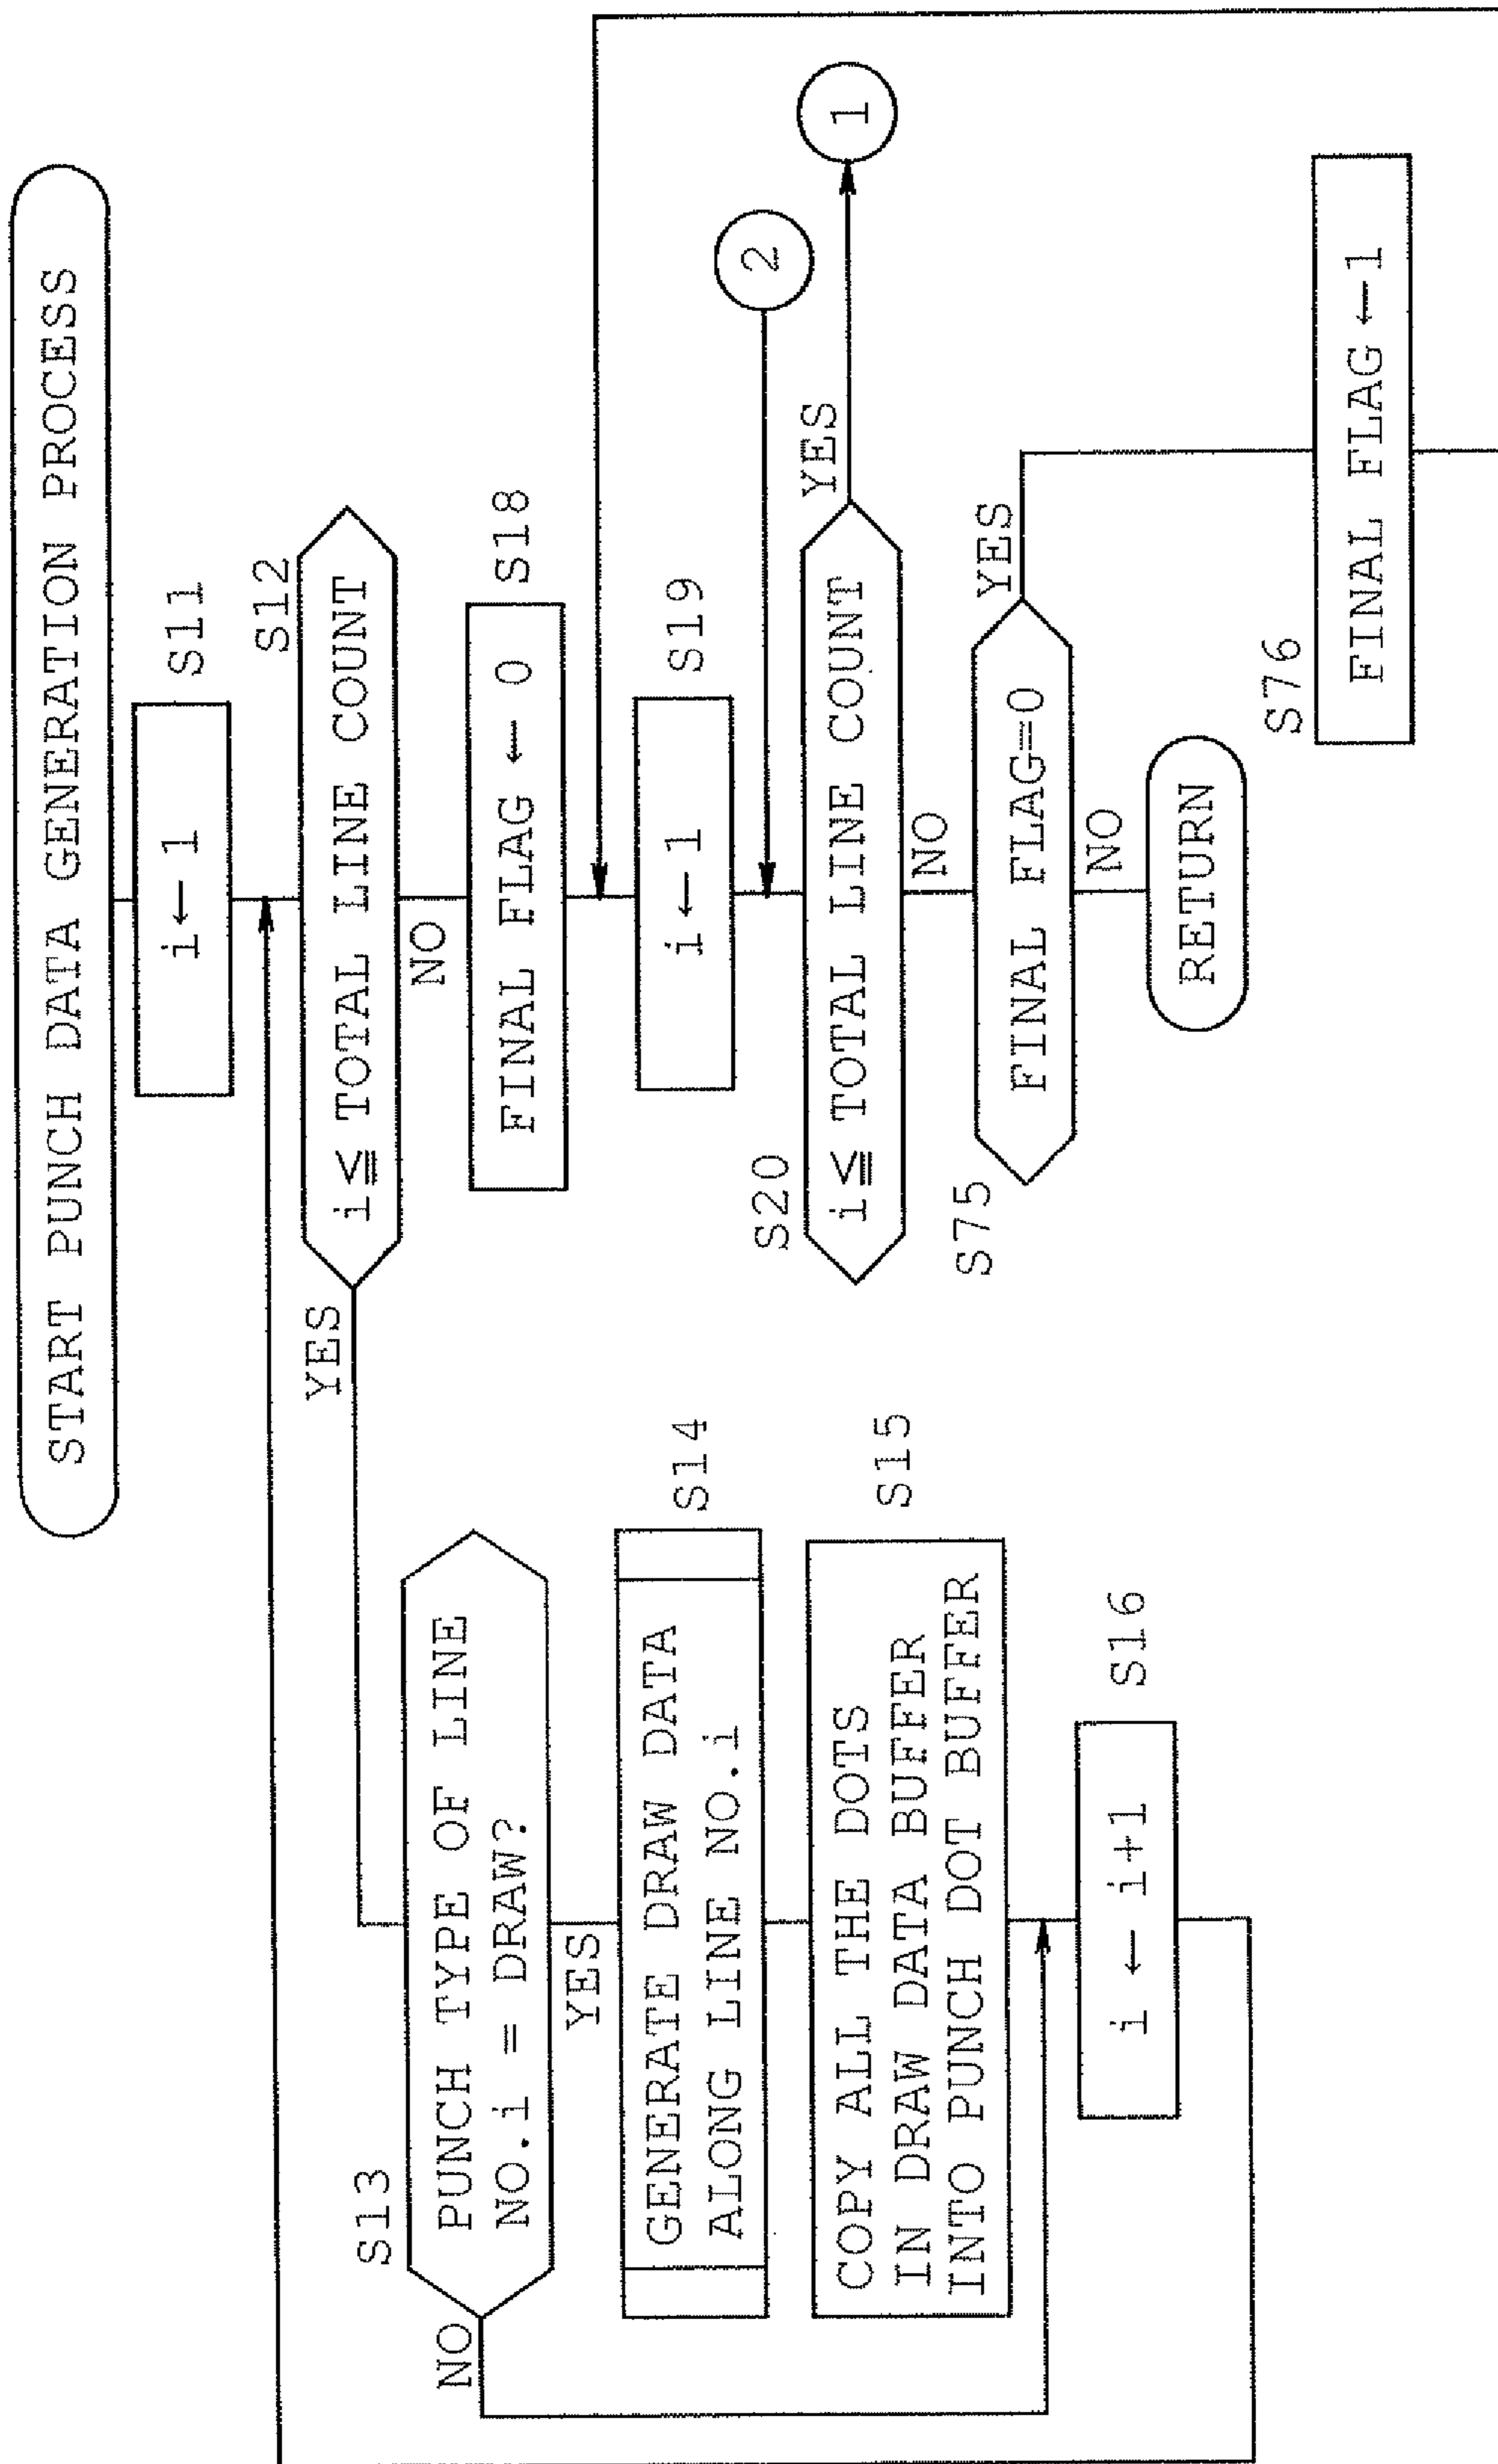 START PUNCH DATA GENERATION PROCESS
i ← 1
S11
S12
i ≦ TOTAL LINE COUNT
YES
NO
S13
PUNCH TYPE OF LINE
NO.i = DRAW?
NO
YES
S14
GENERATE DRAW DATA
ALONG LINE NO.i
S15
COPY ALL THE DOTS
IN DRAW DATA BUFFER
INTO PUNCH DOT BUFFER
S16
i ← i+1
S18
FINAL FLAG ← 0
S19
i ← 1
2
S20
i ≦ TOTAL LINE COUNT
YES
1
NO
S75
FINAL FLAG=0
YES
NO
S76
FINAL FLAG ←1
RETURN